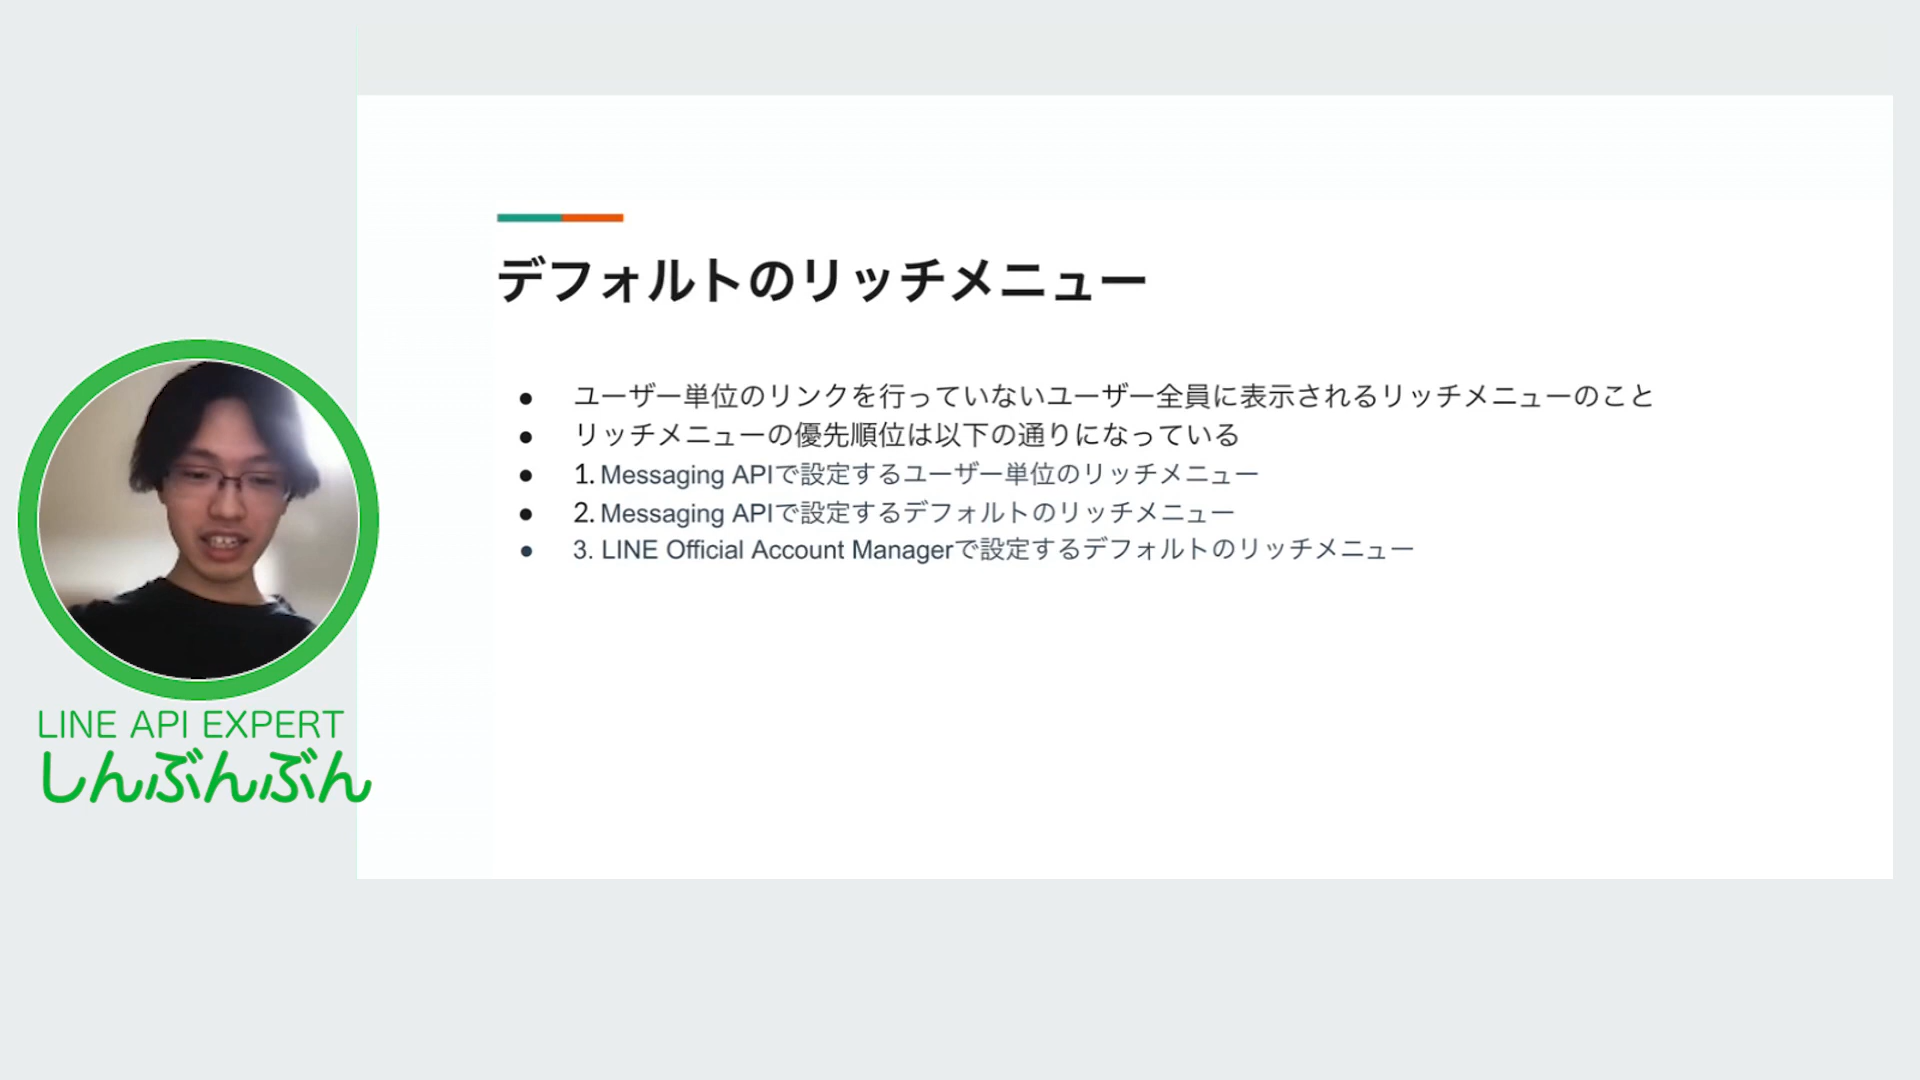 デフォルトのリッチメニュー
● ユーザー単位のリンクを行っていないユーザー全員に表示されるリッチメニューのこと
● リッチメニューの優先順位は以下の通りになっている
● 1. Messaging APIで設定するユーザー単位のリッチメニュー
● 2. Messaging APIで設定するデフォルトのリッチメニュー
● 3. LINE Official Account Managerで設定するデフォルトのリッチメニュー
LINE API EXPERT
しんぶんぶん